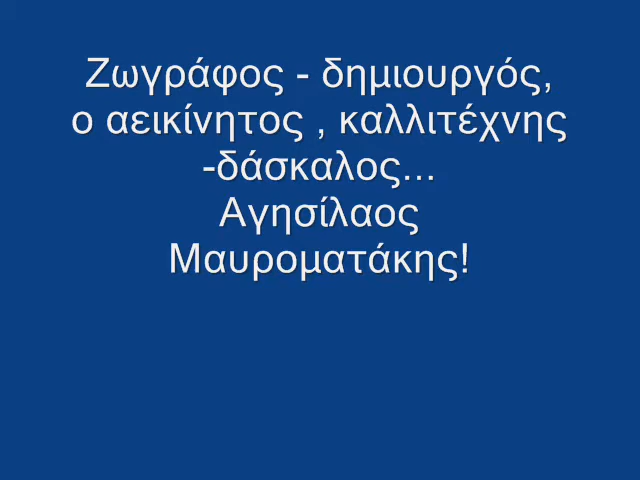 Ζωγράφος - δημιουργός,
ο αεικίνητος , καλλιτέχνης
-δάσκαλος...
Αγησίλαος
Μαυροματάκης!